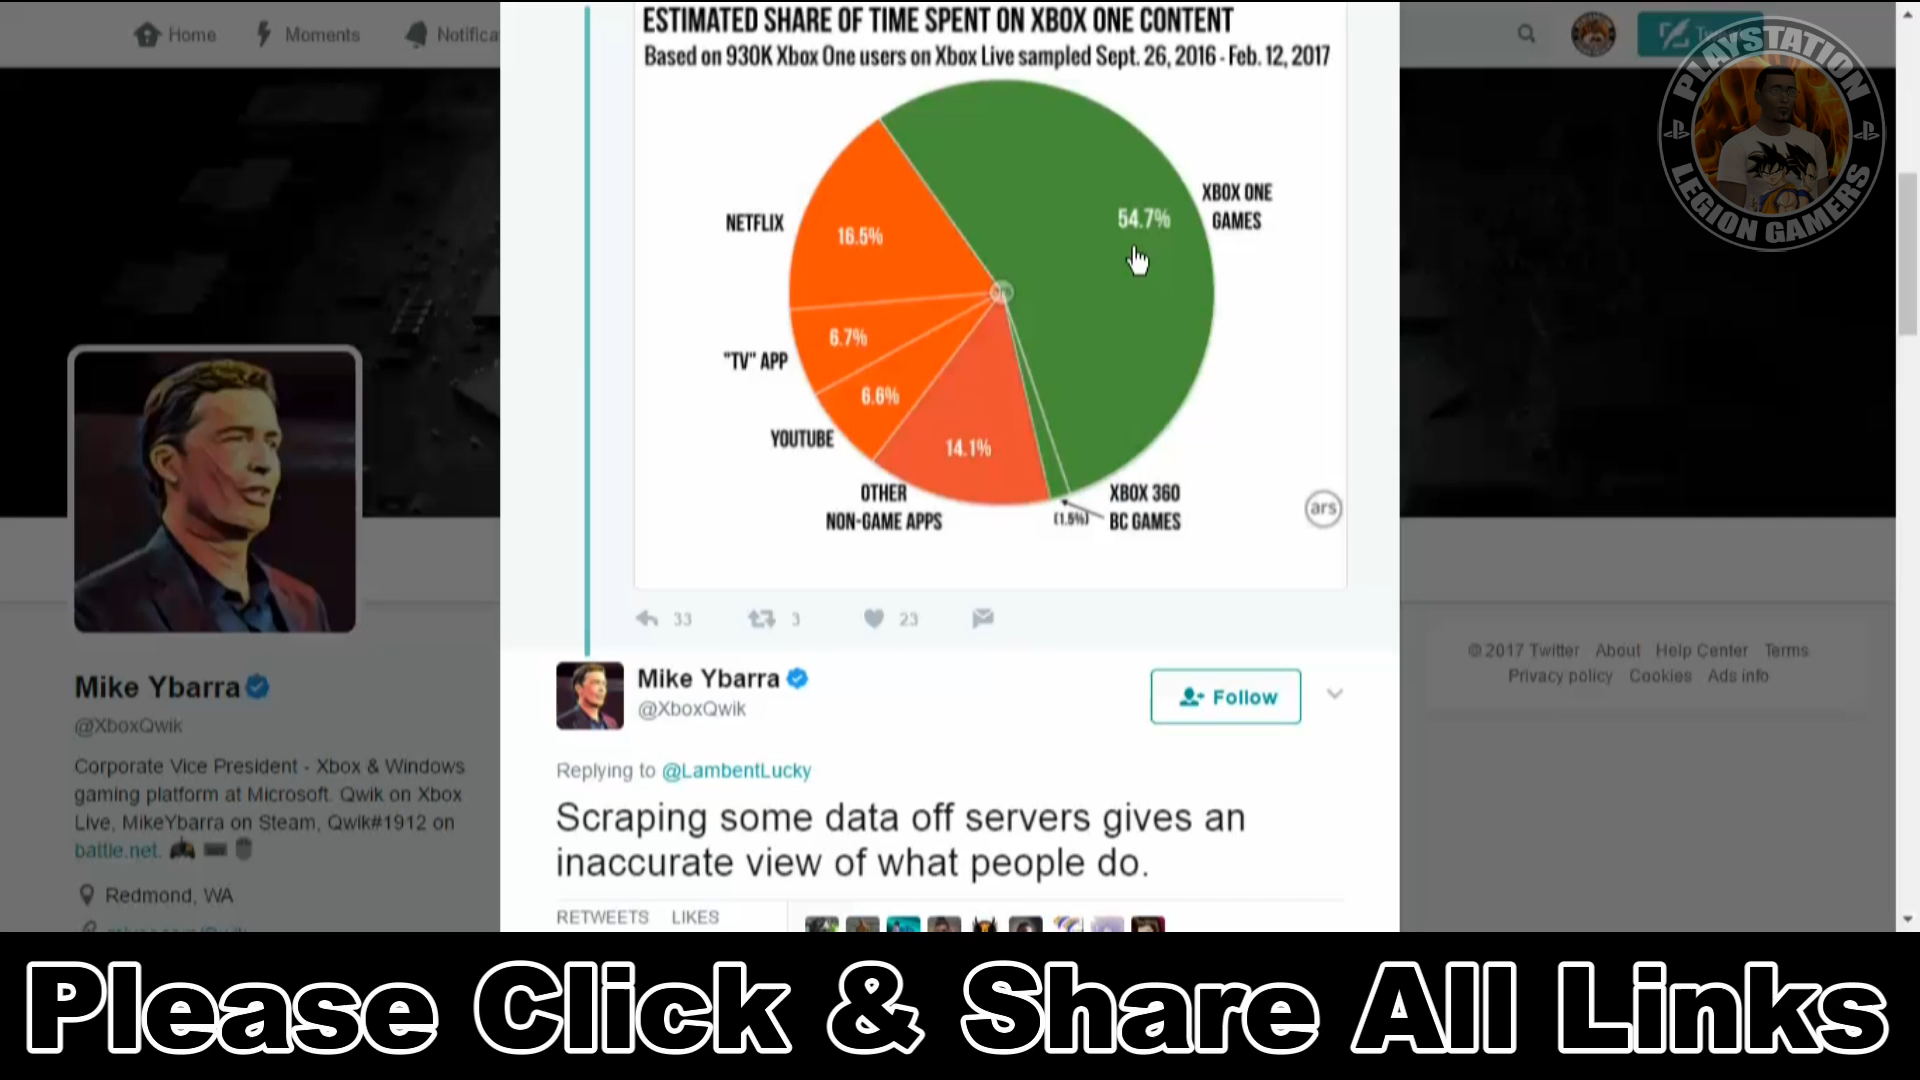 Home
Moments
Notifica
PLAYSTATION
LEGION GAMERS
ESTIMATED SHARE OF TIME SPENT ON XBOX ONE CONTENT
Based on 930K Xbox One users on Xbox Live sampled Sept. 26, 2016 - Feb. 12, 2017
XBOX ONE
GAMES
54.7%
NETFLIX
16.5%
"TV" APP
6.7%
YOUTUBE
6.6%
14.1%
OTHER
NON-GAME APPS
XBOX 360
BC GAMES
(1.5%)
ars
33
3
23
Mike Ybarra
@XboxQwik
Corporate Vice President - Xbox & Windows
gaming platform at Microsoft. Qwik on Xbox
Live, MikeYbarra on Steam, Qwik#1912 on
battle.net.
Redmond, WA
Mike Ybarra
@XboxQwik
Follow
Replying to @LambentLucky
Scraping some data off servers gives an
inaccurate view of what people do.
RETWEETS LIKES
© 2017 Twitter About Help Center Terms
Privacy policy Cookies Ads info
Please Click & Share All Links